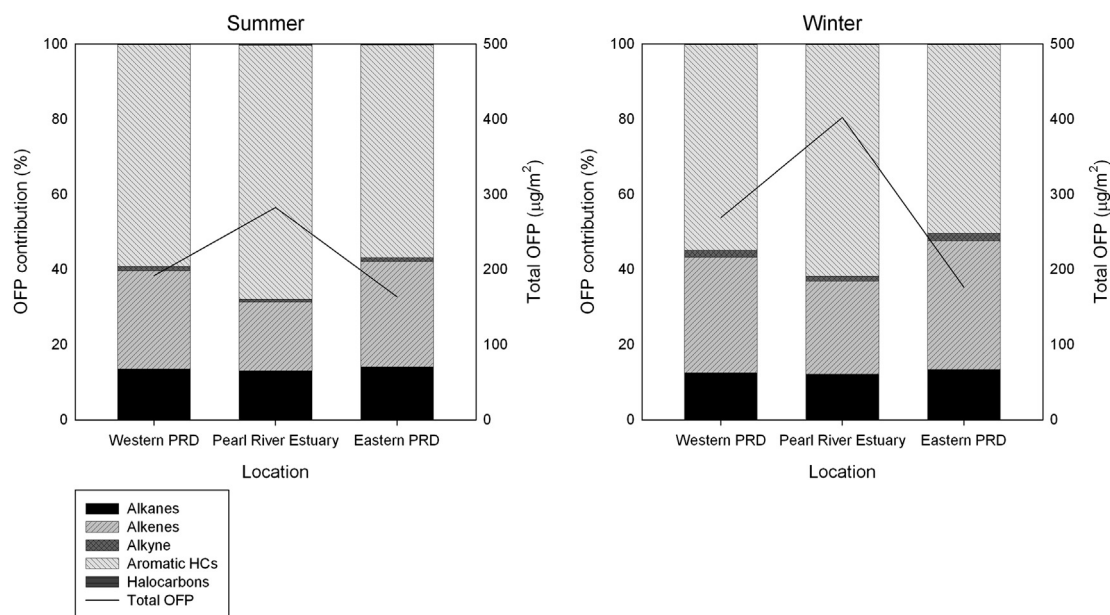 Summer
100
80
60
40
20
0
OFP contribution (%)
500
400
300
200
100
0
Total OFP (µg/m²)
Western PRD Pearl River Estuary Eastern PRD
Location
Winter
100
80
60
40
20
0
OFP contribution (%)
500
400
300
200
100
0
Total OFP (µg/m²)
Western PRD Pearl River Estuary Eastern PRD
Location
Alkanes
Alkenes
Alkyne
Aromatic HCs
Halocarbons
Total OFP